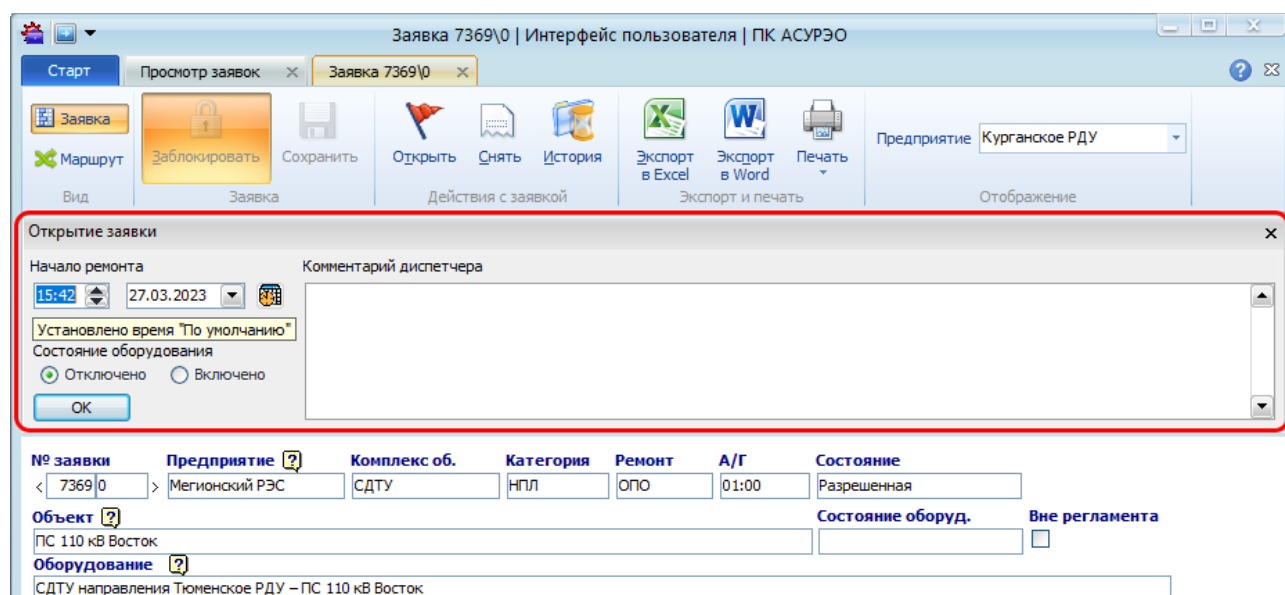 Заявка 7369\0 | Интерфейс пользователя | ПК АСУРЭО
Старт Просмотр заявок Заявка 7369\0
Заявка
Маршрут
Заблокировать Сохранить
Открыть Снять История
Экспорт в Excel
Экспорт в Word
Печать
Предприятие Курганское РДУ
Вид Заявка Действия с заявкой Экспорт и печать Отображение
Открытие заявки
Начало ремонта Комментарий диспетчера
15:42 27.03.2023
Установлено время "По умолчанию"
Состояние оборудования
Отключено Включено
OK
№ заявки Предприятие ? Комплекс об. Категория Ремонт А/Г Состояние
< 7369 0 > Мегионский РЭС СДТУ НПЛ ОПО 01:00 Разрешенная
Объект ? Состояние оборуд. Вне регламента
ПС 110 кВ Восток
Оборудование ?
СДТУ направления Тюменское РДУ – ПС 110 кВ Восток